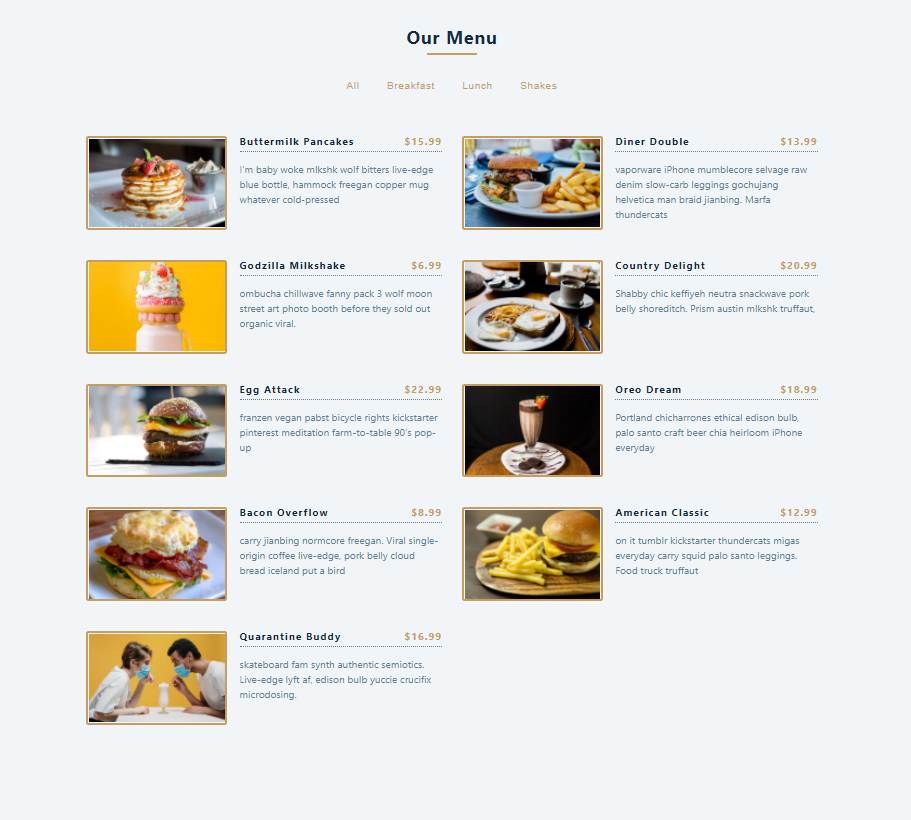 Our Menu
All Breakfast Lunch Shakes
Buttermilk Pancakes $15.99
I'm baby woke mlkshk wolf bitters live-edge
blue bottle, hammock freegan copper mug
whatever cold-pressed
Diner Double $13.99
vaporware iPhone mumblecore selvage raw
denim slow-carb leggings gochujang
helvetica man braid jianbing. Marfa
thundercats
Godzilla Milkshake $6.99
ombucha chillwave fanny pack 3 wolf moon
street art photo booth before they sold out
organic viral.
Country Delight $20.99
Shabby chic keffiyeh neutra snackwave pork
belly shoreditch. Prism austin mlkshk truffaut,
Egg Attack $22.99
franzen vegan pabst bicycle rights kickstarter
pinterest meditation farm-to-table 90's pop-
up
Oreo Dream $18.99
Portland chicharrones ethical edison bulb,
palo santo craft beer chia heirloom iPhone
everyday
Bacon Overflow $8.99
carry jianbing normcore freegan. Viral single-
origin coffee live-edge, pork belly cloud
bread iceland put a bird
American Classic $12.99
on it tumblr kickstarter thundercats migas
everyday carry squid palo santo leggings.
Food truck truffaut
Quarantine Buddy $16.99
skateboard fam synth authentic semiotics.
Live-edge lyft af, edison bulb yuccie crucifix
microdosing.